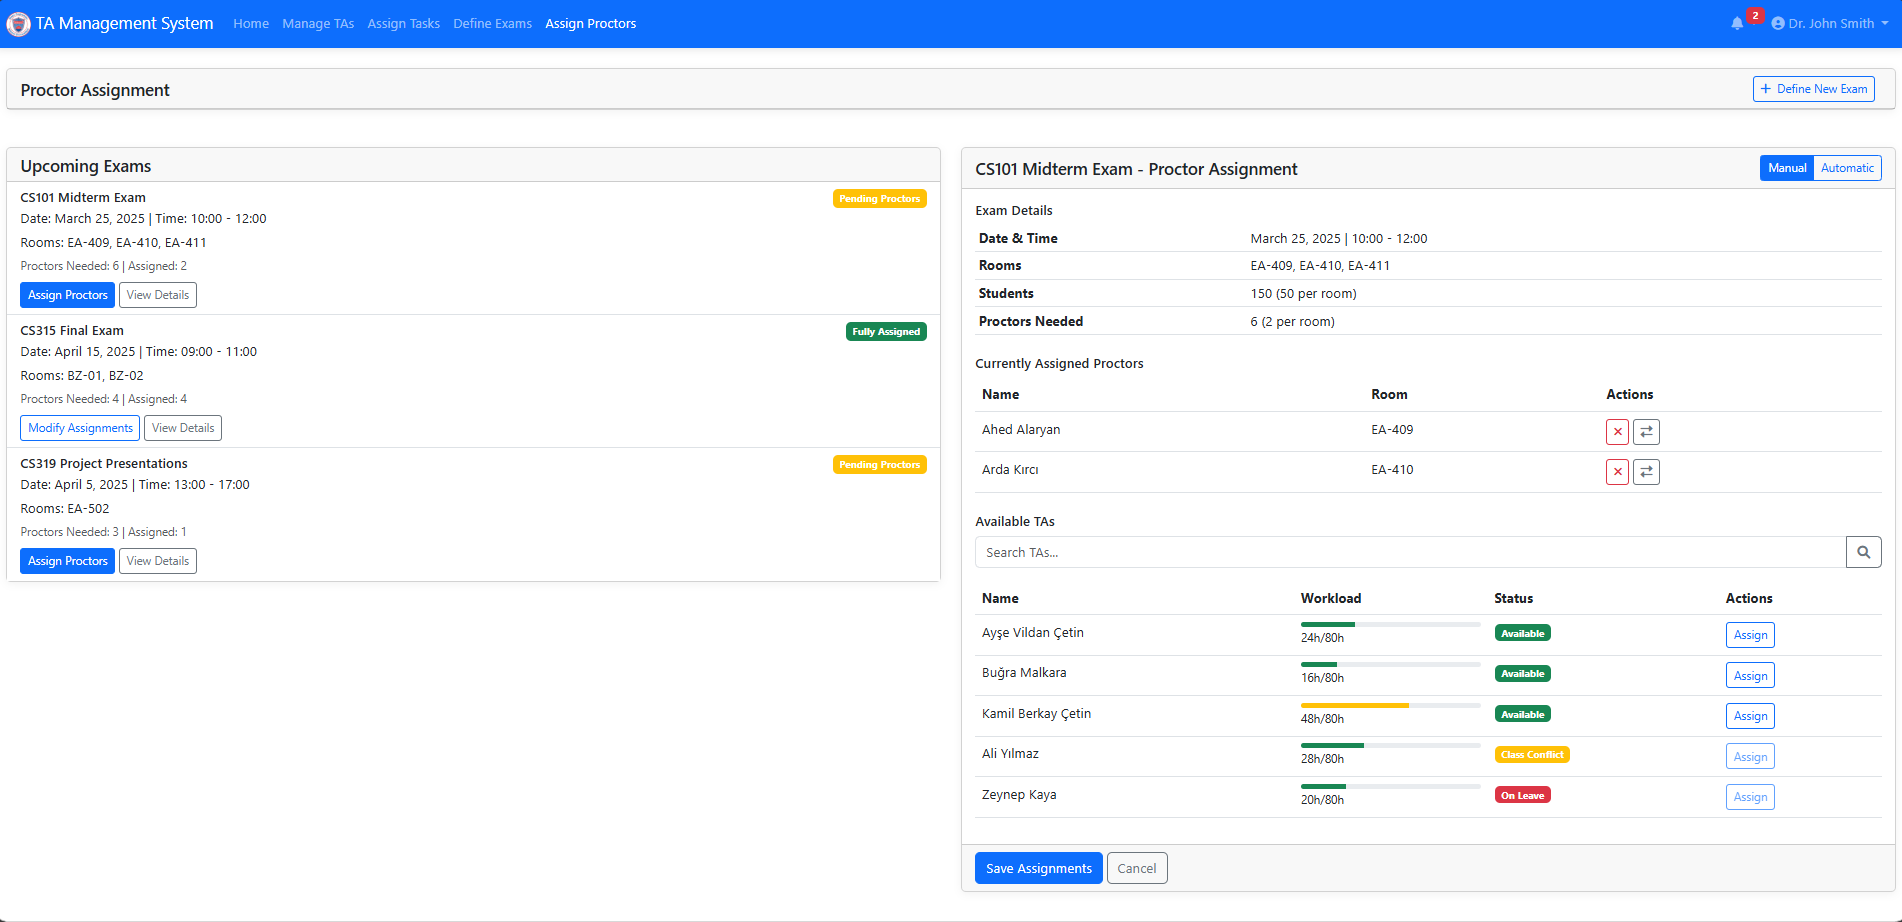 TA Management System Home Manage TAs Assign Tasks Define Exams Assign Proctors 2 Dr. John Smith
Proctor Assignment
+ Define New Exam
Upcoming Exams
CS101 Midterm Exam
Pending Proctors
Date: March 25, 2025 | Time: 10:00 - 12:00
Rooms: EA-409, EA-410, EA-411
Proctors Needed: 6 | Assigned: 2
Assign Proctors View Details
CS315 Final Exam
Fully Assigned
Date: April 15, 2025 | Time: 09:00 - 11:00
Rooms: BZ-01, BZ-02
Proctors Needed: 4 | Assigned: 4
Modify Assignments View Details
CS319 Project Presentations
Pending Proctors
Date: April 5, 2025 | Time: 13:00 - 17:00
Rooms: EA-502
Proctors Needed: 3 | Assigned: 1
Assign Proctors View Details
CS101 Midterm Exam - Proctor Assignment
Manual Automatic
Exam Details
Date & Time March 25, 2025 | 10:00 - 12:00
Rooms EA-409, EA-410, EA-411
Students 150 (50 per room)
Proctors Needed 6 (2 per room)
Currently Assigned Proctors
Name Room Actions
Ahed Alaryan EA-409
Arda Kırcı EA-410
Available TAs
Search TAs...
Name Workload Status Actions
Ayşe Vildan Çetin 24h/80h Available Assign
Buğra Malkara 16h/80h Available Assign
Kamil Berkay Çetin 48h/80h Available Assign
Ali Yılmaz 28h/80h Class Conflict Assign
Zeynep Kaya 20h/80h On Leave Assign
Save Assignments Cancel